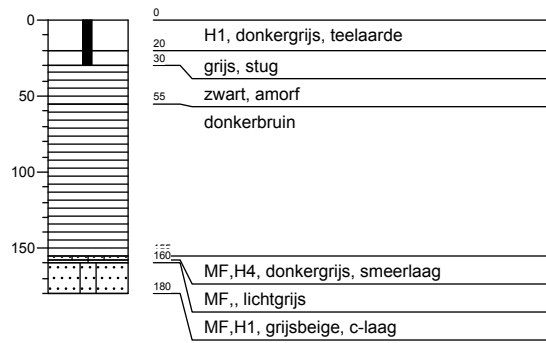 0
0
H1, donkergrijs, teelaarde
20
30
grijs, stug
50
55
zwart, amorf
donkerbruin
100
150
160
MF,H4, donkergrijs, smeerlaag
MF,, lichtgrijs
180
MF,H1, grijsbeige, c-laag